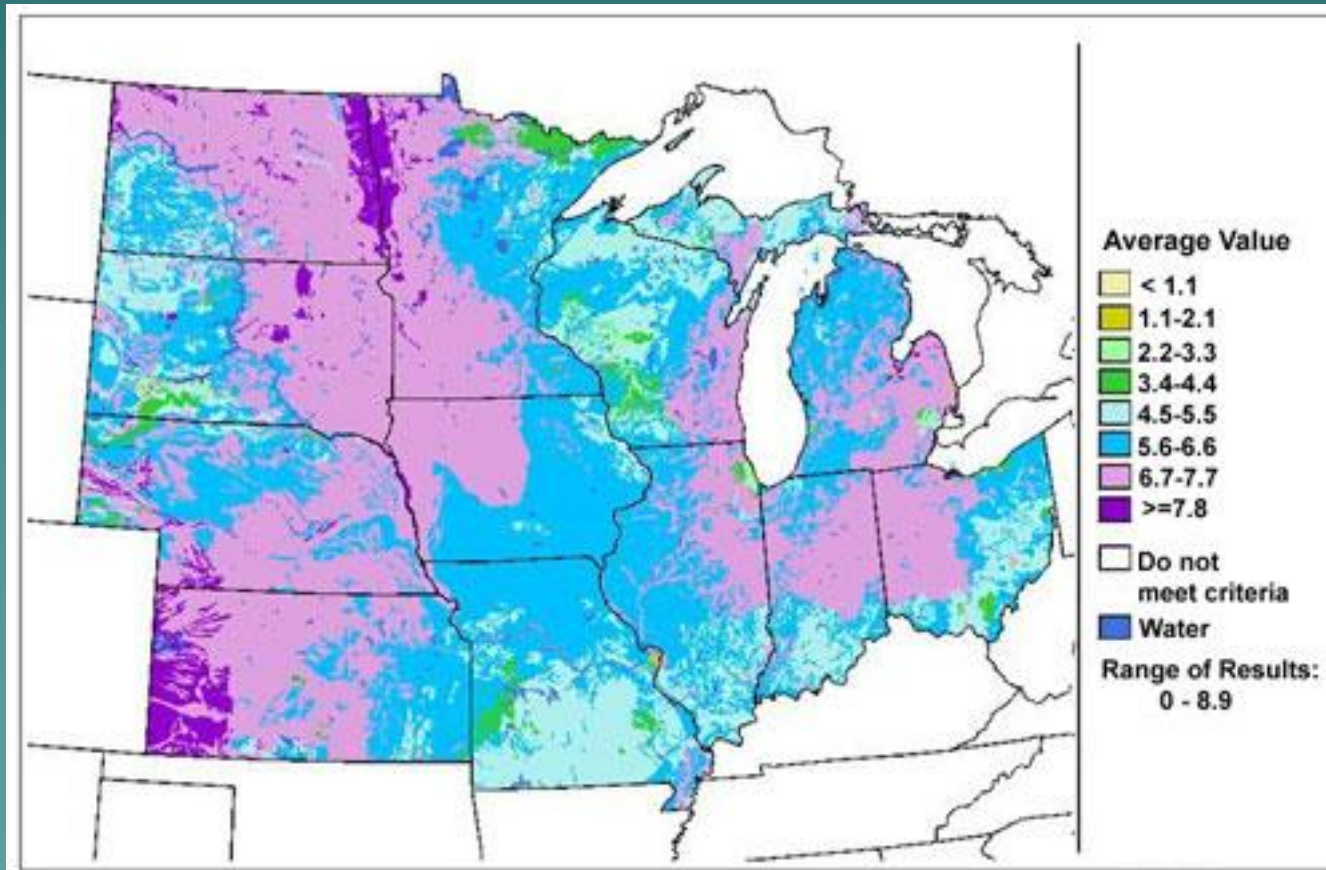 Average Value
< 1.1
1.1-2.1
2.2-3.3
3.4-4.4
4.5-5.5
5.6-6.6
6.7-7.7
>=7.8
Do not
meet criteria
Water
Range of Results:
0 - 8.9